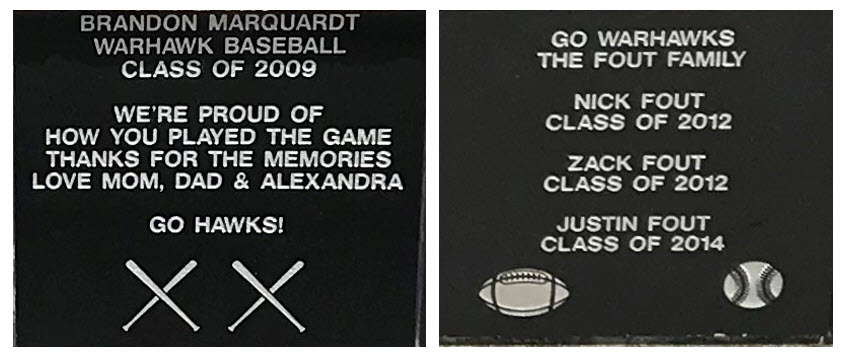 BRANDON MARQUARDT
WARHAWK BASEBALL
CLASS OF 2009
WE'RE PROUD OF
HOW YOU PLAYED THE GAME
THANKS FOR THE MEMORIES
LOVE MOM, DAD & ALEXANDRA
GO HAWKS!
GO WARHAWKS
THE FOUT FAMILY
NICK FOUT
CLASS OF 2012
ZACK FOUT
CLASS OF 2012
JUSTIN FOUT
CLASS OF 2014